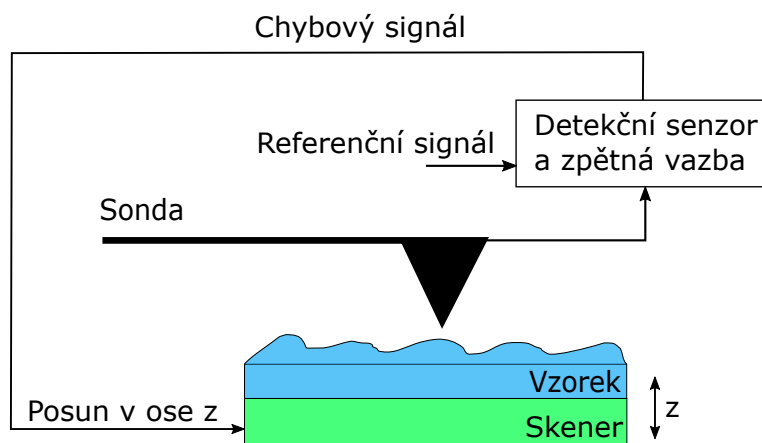 Chybový signál
Detekční senzor
a zpětná vazba
Referenční signál
Sonda
Vzorek
z
Posun v ose z
Skener